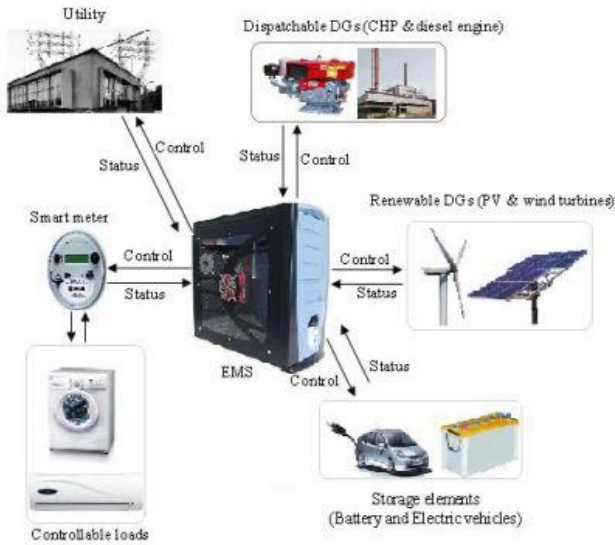 Utility
Dispatchable DGs (CHP & diesel engine)
Control
Status
Status
Control
Smart meter
Renewable DGs (PV & wind turbines)
Control
Status
Control
Status
EMS
Control
Status
Storage elements
(Battery and Electric vehicles)
Controllable loads